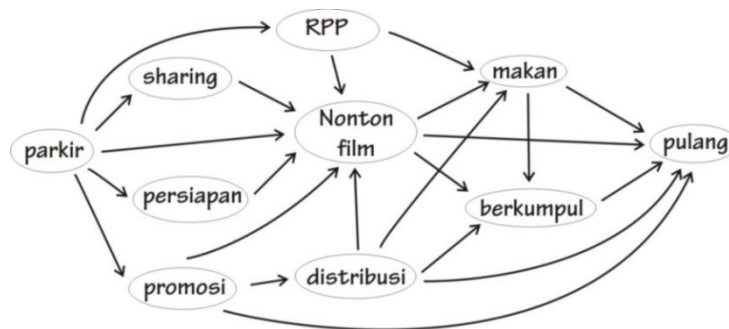 RPP
makan
sharing
Nonton
film
parkir
pulang
persiapan
berkumpul
promosi
distribusi